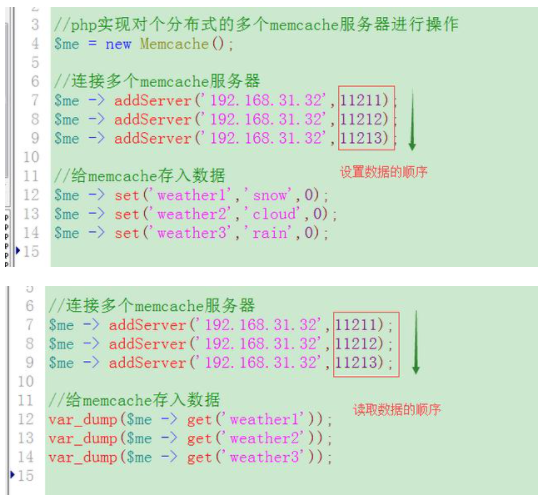 3 //php实现对个分布式的多个memcache服务器进行操作
4 $me = new Memcache();
5
6 //连接多个memcache服务器
7 $me -> addServer('192.168.31.32',11211);
8 $me -> addServer('192.168.31.32',11212);
9 $me -> addServer('192.168.31.32',11213);
10
11 //给memcache存入数据
设置数据的顺序
12 $me -> set('weather1','snow',0);
13 $me -> set('weather2','cloud',0);
14 $me -> set('weather3','rain',0);
15
6 //连接多个memcache服务器
7 $me -> addServer('192.168.31.32',11211);
8 $me -> addServer('192.168.31.32',11212);
9 $me -> addServer('192.168.31.32',11213);
10
11 //给memcache存入数据
读取数据的顺序
12 var_dump($me -> get('weather1'));
13 var_dump($me -> get('weather2'));
14 var_dump($me -> get('weather3'));
15